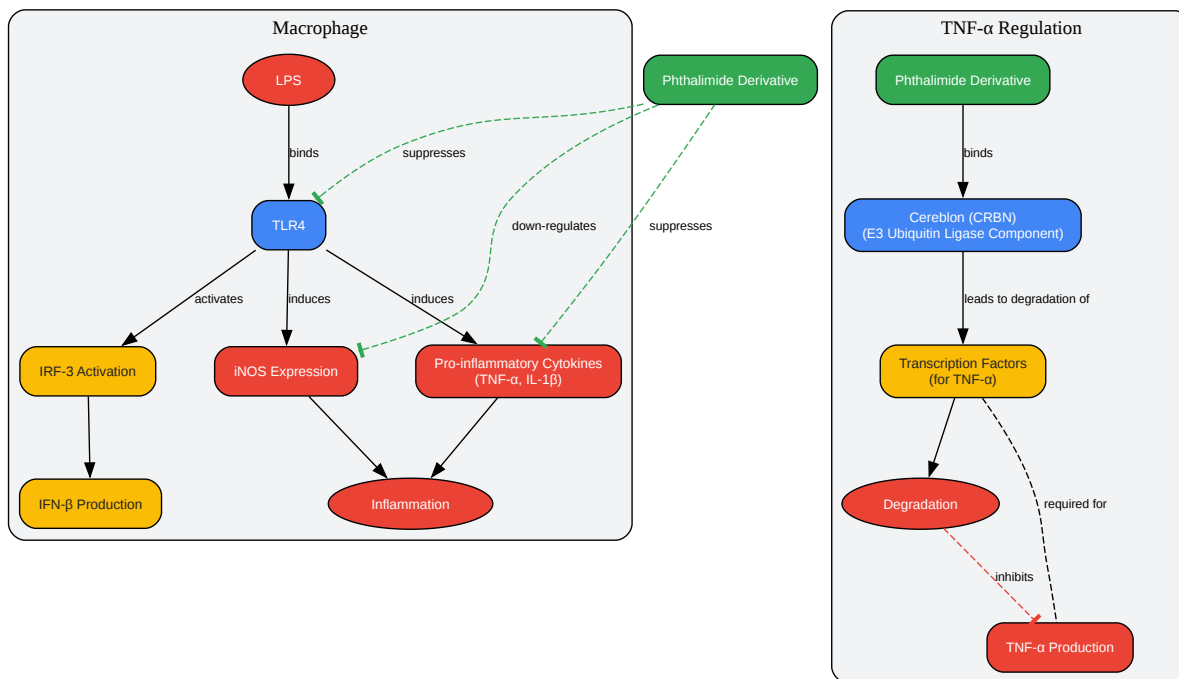 Macrophage
TNF-α Regulation
LPS
Phthalimide Derivative
Phthalimide Derivative
binds
suppresses
binds
TLR4
down-regulates
suppresses
Cereblon (CRBN)
(E3 Ubiquitin Ligase Component)
activates
induces
induces
leads to degradation of
IRF-3 Activation
iNOS Expression
Pro-inflammatory Cytokines
(TNF-α, IL-1β)
Transcription Factors
(for TNF-α)
IFN-β Production
Inflammation
Degradation
required for
inhibits
TNF-α Production